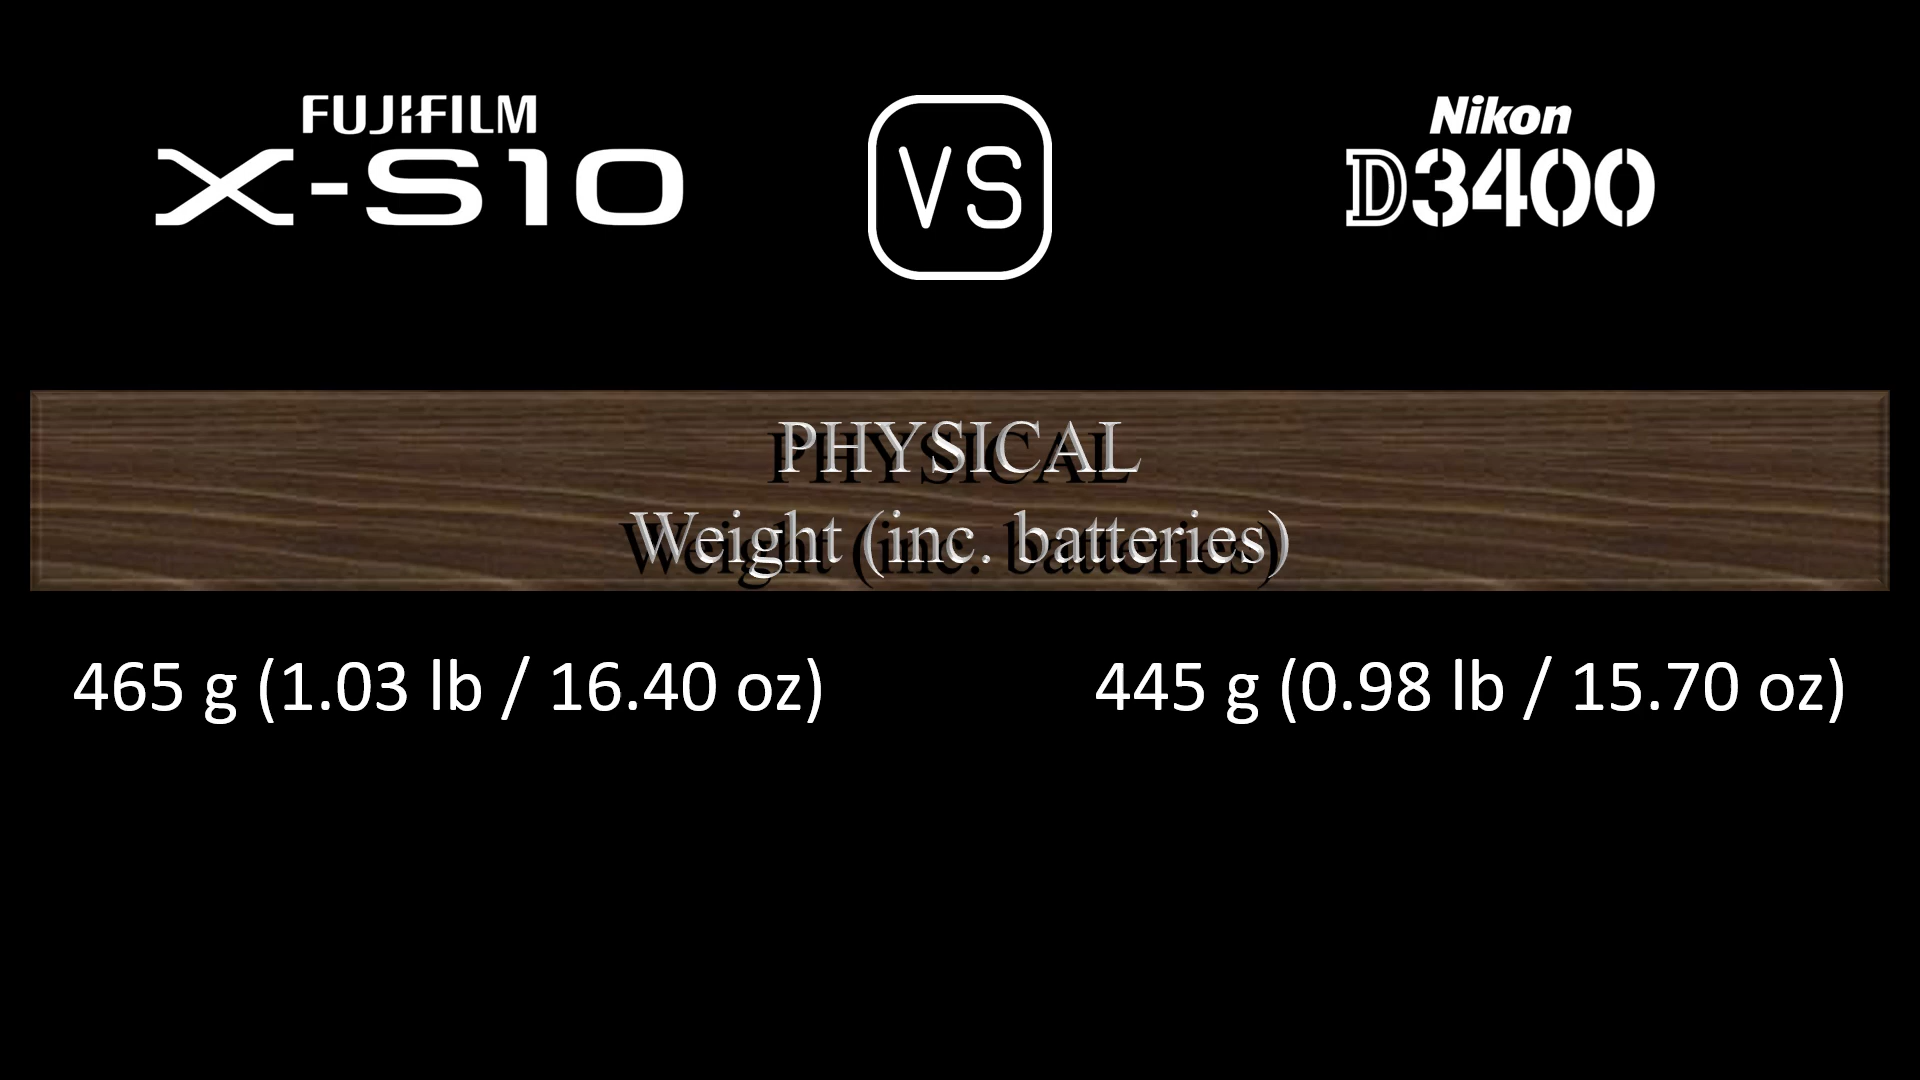 FUJIFILM
X-S10
VS
Nikon
D3400
PHYSICAL
Weight (inc. batteries)
465 g (1.03 lb / 16.40 oz)
445 g (0.98 lb / 15.70 oz)